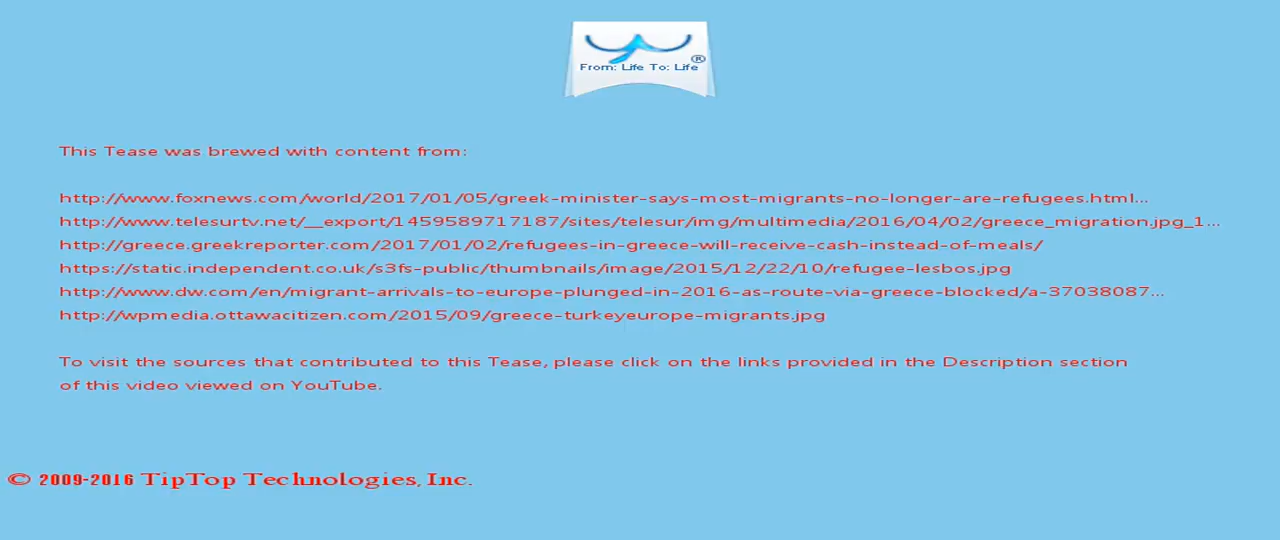 From: Life To: Life ®
This Tease was brewed with content from:
http://www.foxnews.com/world/2017/01/05/greek-minister-says-most-migrants-no-longer-are-refugees.html...
http://www.telesurtv.net/__export/1459589717187/sites/telesur/img/multimedia/2016/04/02/greece_migration.jpg_1...
http://greece.greekreporter.com/2017/01/02/refugees-in-greece-will-receive-cash-instead-of-meals/
https://static.independent.co.uk/s3fs-public/thumbnails/image/2015/12/22/10/refugee-lesbos.jpg
http://www.dw.com/en/migrant-arrivals-to-europe-plunged-in-2016-as-route-via-greece-blocked/a-37038087...
http://wpmedia.ottawacitizen.com/2015/09/greece-turkeyeurope-migrants.jpg
To visit the sources that contributed to this Tease, please click on the links provided in the Description section
of this video viewed on YouTube.
© 2009-2016 TipTop Technologies, Inc.